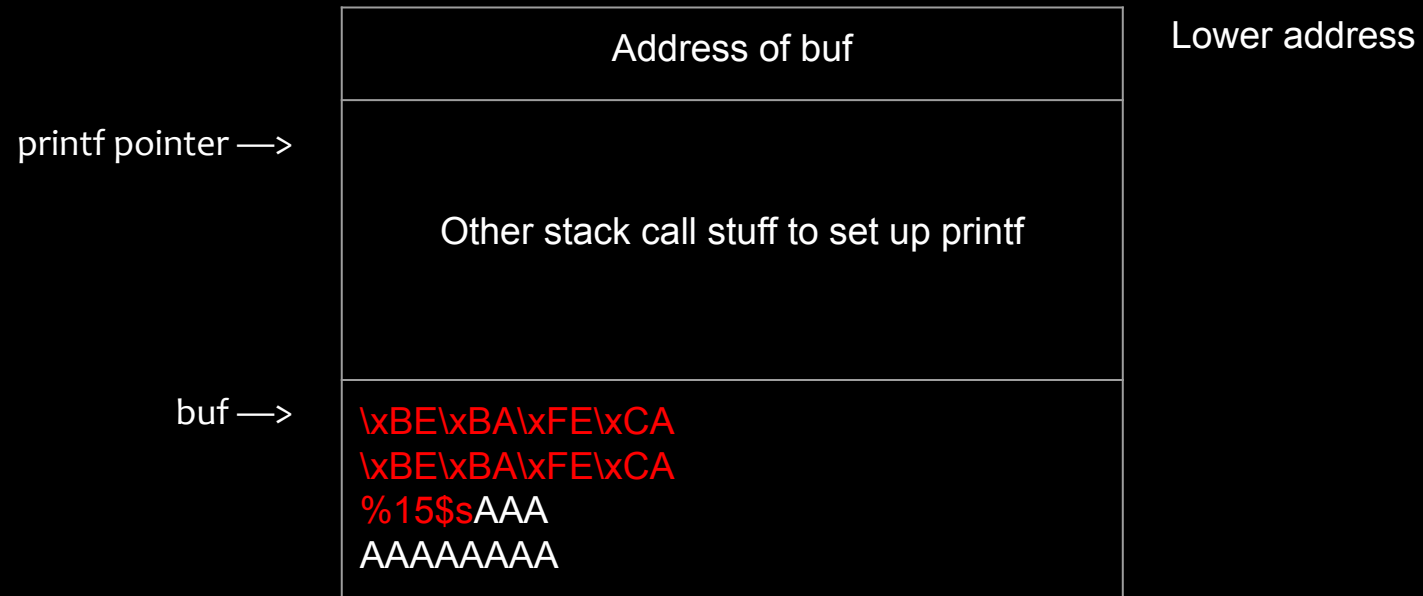 Address of buf
Lower address
printf pointer —>
Other stack call stuff to set up printf
buf —>
\xBE\xBA\xFE\xCA
\xBE\xBA\xFE\xCA
%15$sAAA
AAAAAAAA